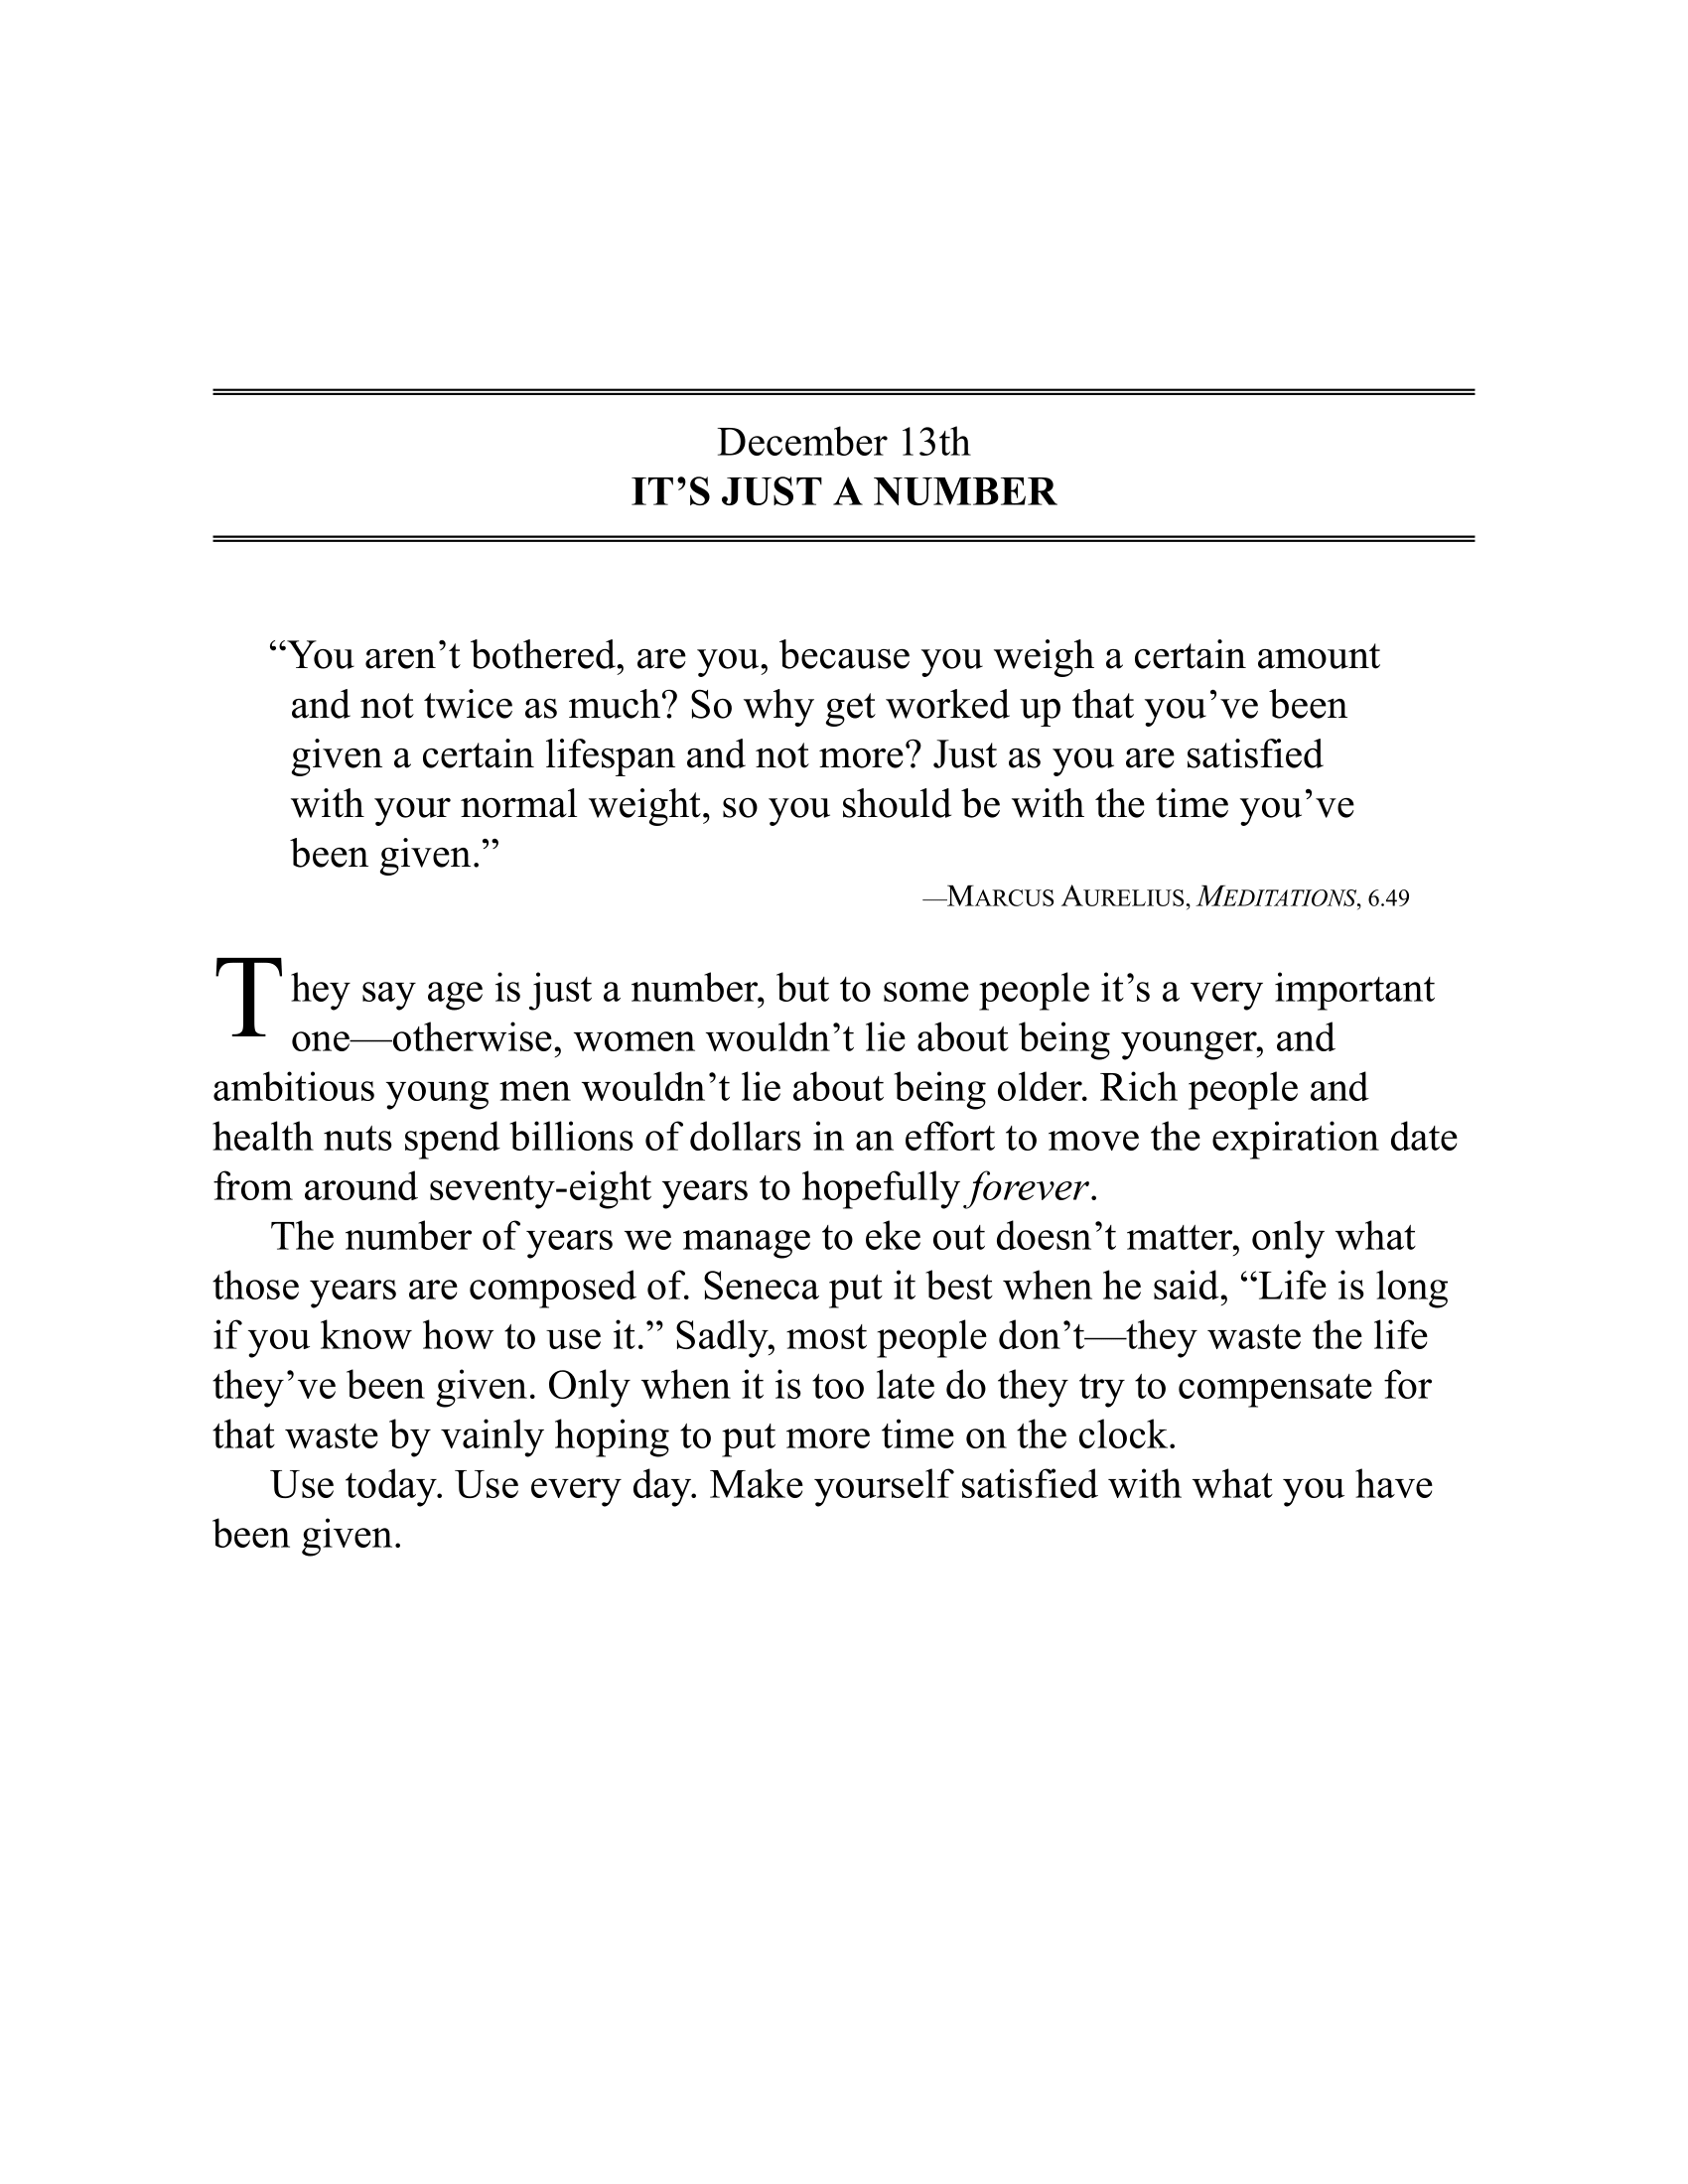 December 13th
IT’S JUST A NUMBER
“You aren’t bothered, are you, because you weigh a certain amount
and not twice as much? So why get worked up that you’ve been
given a certain lifespan and not more? Just as you are satisfied
with your normal weight, so you should be with the time you’ve
been given.”
—MARCUS AURELIUS, MEDITATIONS, 6.49
They say age is just a number, but to some people it’s a very important
one—otherwise, women wouldn’t lie about being younger, and
ambitious young men wouldn’t lie about being older. Rich people and
health nuts spend billions of dollars in an effort to move the expiration date
from around seventy-eight years to hopefully forever.
The number of years we manage to eke out doesn’t matter, only what
those years are composed of. Seneca put it best when he said, “Life is long
if you know how to use it.” Sadly, most people don’t—they waste the life
they’ve been given. Only when it is too late do they try to compensate for
that waste by vainly hoping to put more time on the clock.
Use today. Use every day. Make yourself satisfied with what you have
been given.